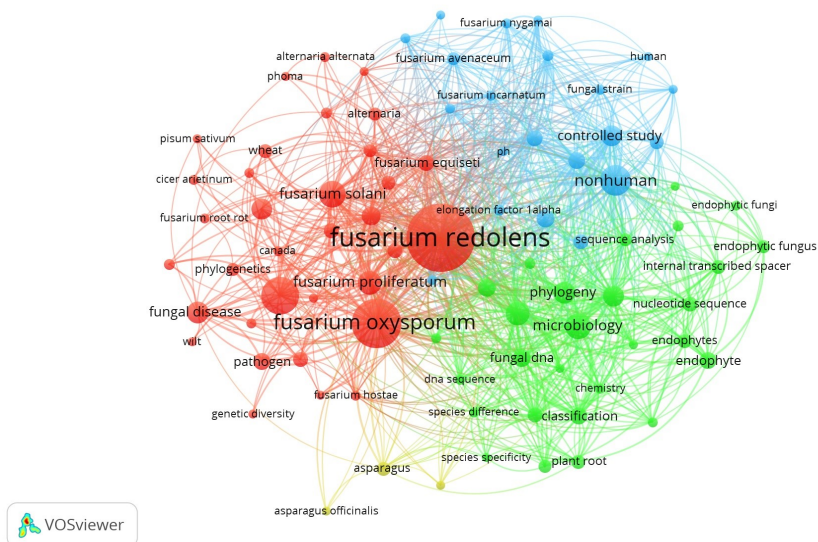 fusarium nygamai
alternaria alternata
fusarium avenaceum
human
phoma
fusarium incarnatum
fungal strain
alternaria
pisum sativum
controlled study
wheat
ph
fusarium equiseti
cicer arietinum
nonhuman
fusarium solani
endophytic fungi
fusarium root rot
elongation factor 1alpha
fusarium redolens
sequence analysis
endophytic fungus
canada
phylogenetics
internal transcribed spacer
fusarium proliferatum
phylogeny
nucleotide sequence
fungal disease
fusarium oxysporum
microbiology
wilt
endophytes
pathogen
fungal dna
endophyte
dna sequence
chemistry
fusarium hostae
genetic diversity
species difference
classification
species specificity
plant root
asparagus
asparagus officinalis
VOSviewer